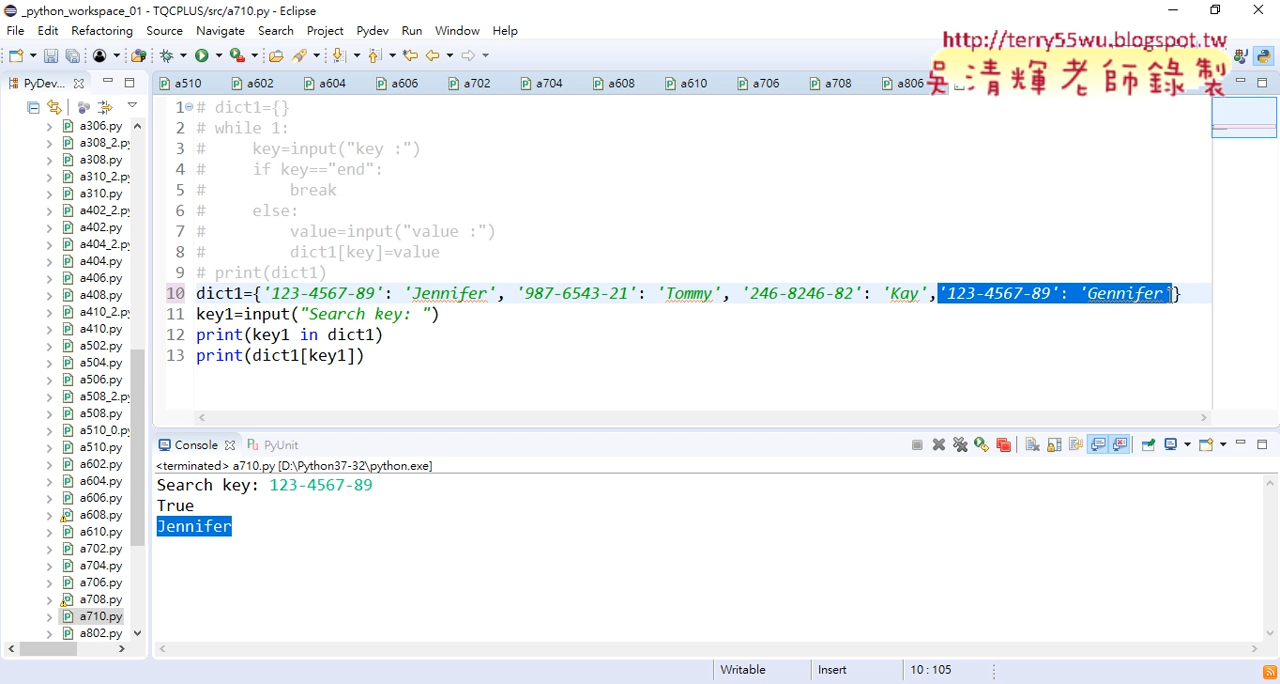 _python_workspace_01 - TQCPLUS/src/a710.py - Eclipse
File Edit Refactoring Source Navigate Search Project Pydev Run Window Help
http://terry55wu.blogspot.tw
吳清輝老師錄製
PyDev...
a510 a602 a604 a606 a702 a704 a608 a610 a706 a708 a806
a306.py
a308_2.py
a308.py
a310_2.py
a310.py
a402_2.py
a402.py
a404_2.py
a404.py
a406.py
a408.py
a410_2.py
a410.py
a502.py
a504.py
a506.py
a508_2.py
a508.py
a510_0.py
a510.py
a602.py
a604.py
a606.py
a608.py
a610.py
a702.py
a704.py
a706.py
a708.py
a710.py
a802.py
1 # dict1={}
2 # while 1:
3 #     key=input("key :")
4 #     if key=="end":
5 #         break
6 #     else:
7 #         value=input("value :")
8 #         dict1[key]=value
9 # print(dict1)
10 dict1={'123-4567-89': 'Jennifer', '987-6543-21': 'Tommy', '246-8246-82': 'Kay','123-4567-89': 'Gennifer'}
11 key1=input("Search key: ")
12 print(key1 in dict1)
13 print(dict1[key1])
Console PyUnit
<terminated> a710.py [D:\Python37-32\python.exe]
Search key: 123-4567-89
True
Jennifer
Writable Insert 10 : 105